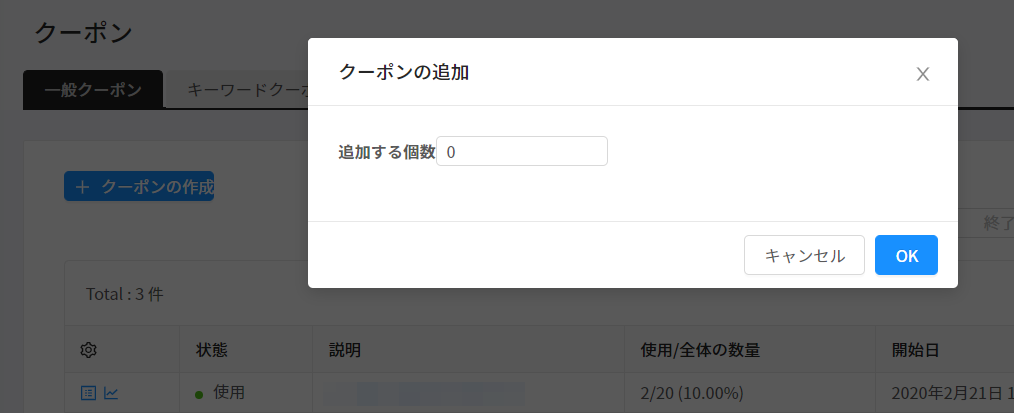 クーポン
クーポンの追加
一般クーポン キーワードクーポ
追加する個数 0
+ クーポンの作成
終了
キャンセル OK
Total : 3 件
状態 説明 使用/全体の数量 開始日
使用 2/20 (10.00%) 2020年2月21日 1